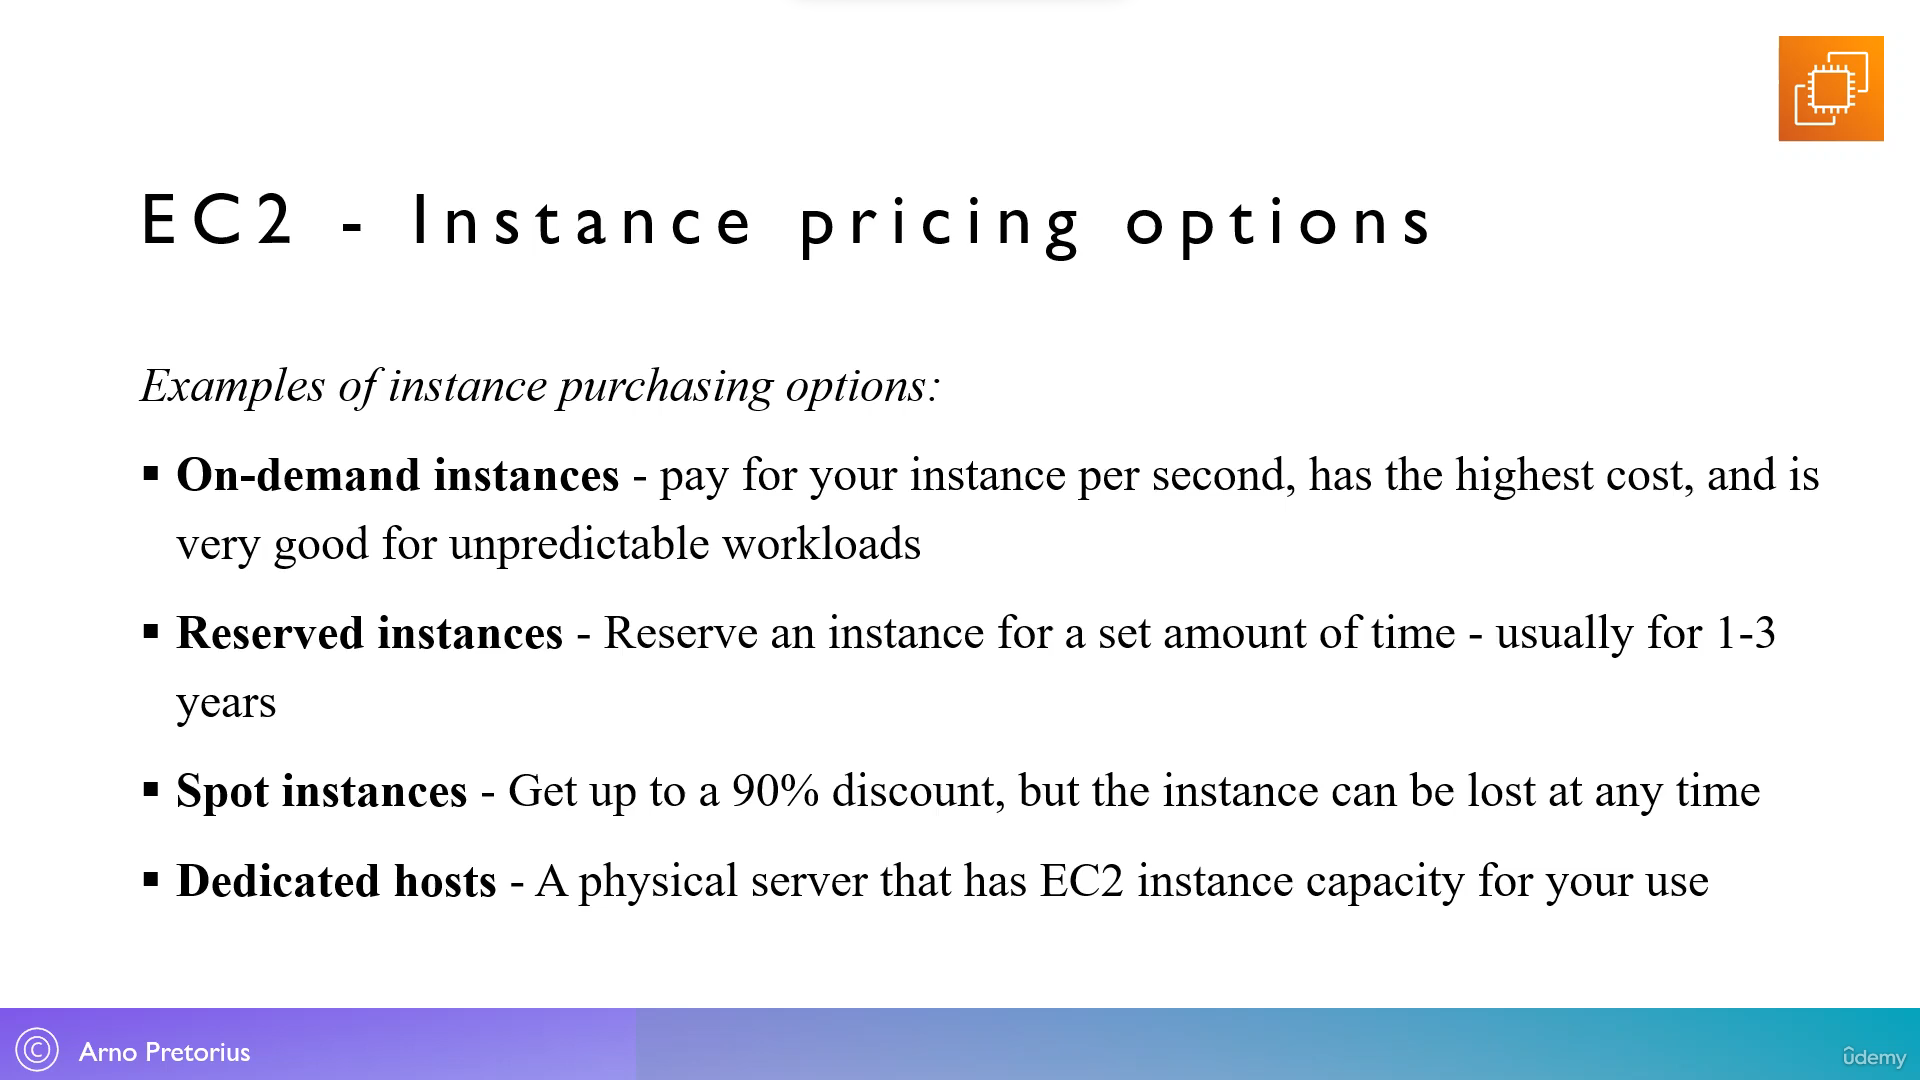 EC2 - Instance pricing options
Examples of instance purchasing options:
▪ On-demand instances - pay for your instance per second, has the highest cost, and is
very good for unpredictable workloads
▪ Reserved instances - Reserve an instance for a set amount of time - usually for 1-3
years
▪ Spot instances - Get up to a 90% discount, but the instance can be lost at any time
▪ Dedicated hosts - A physical server that has EC2 instance capacity for your use
© Arno Pretorius
ûdemy